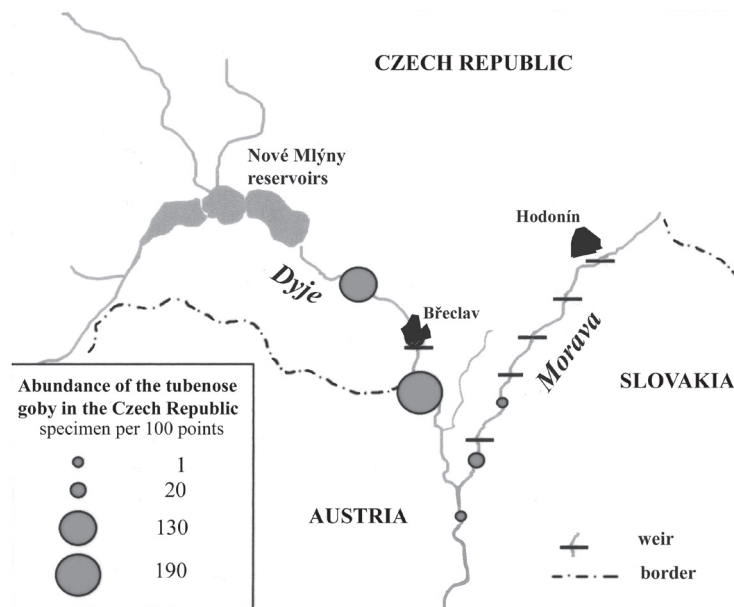 CZECH REPUBLIC
Nové Mlýny
reservoirs
Hodonín
Dyje
Břeclav
Morava
SLOVAKIA
Abundance of the tubenose
goby in the Czech Republic
specimen per 100 points
1
20
130
190
AUSTRIA
weir
border